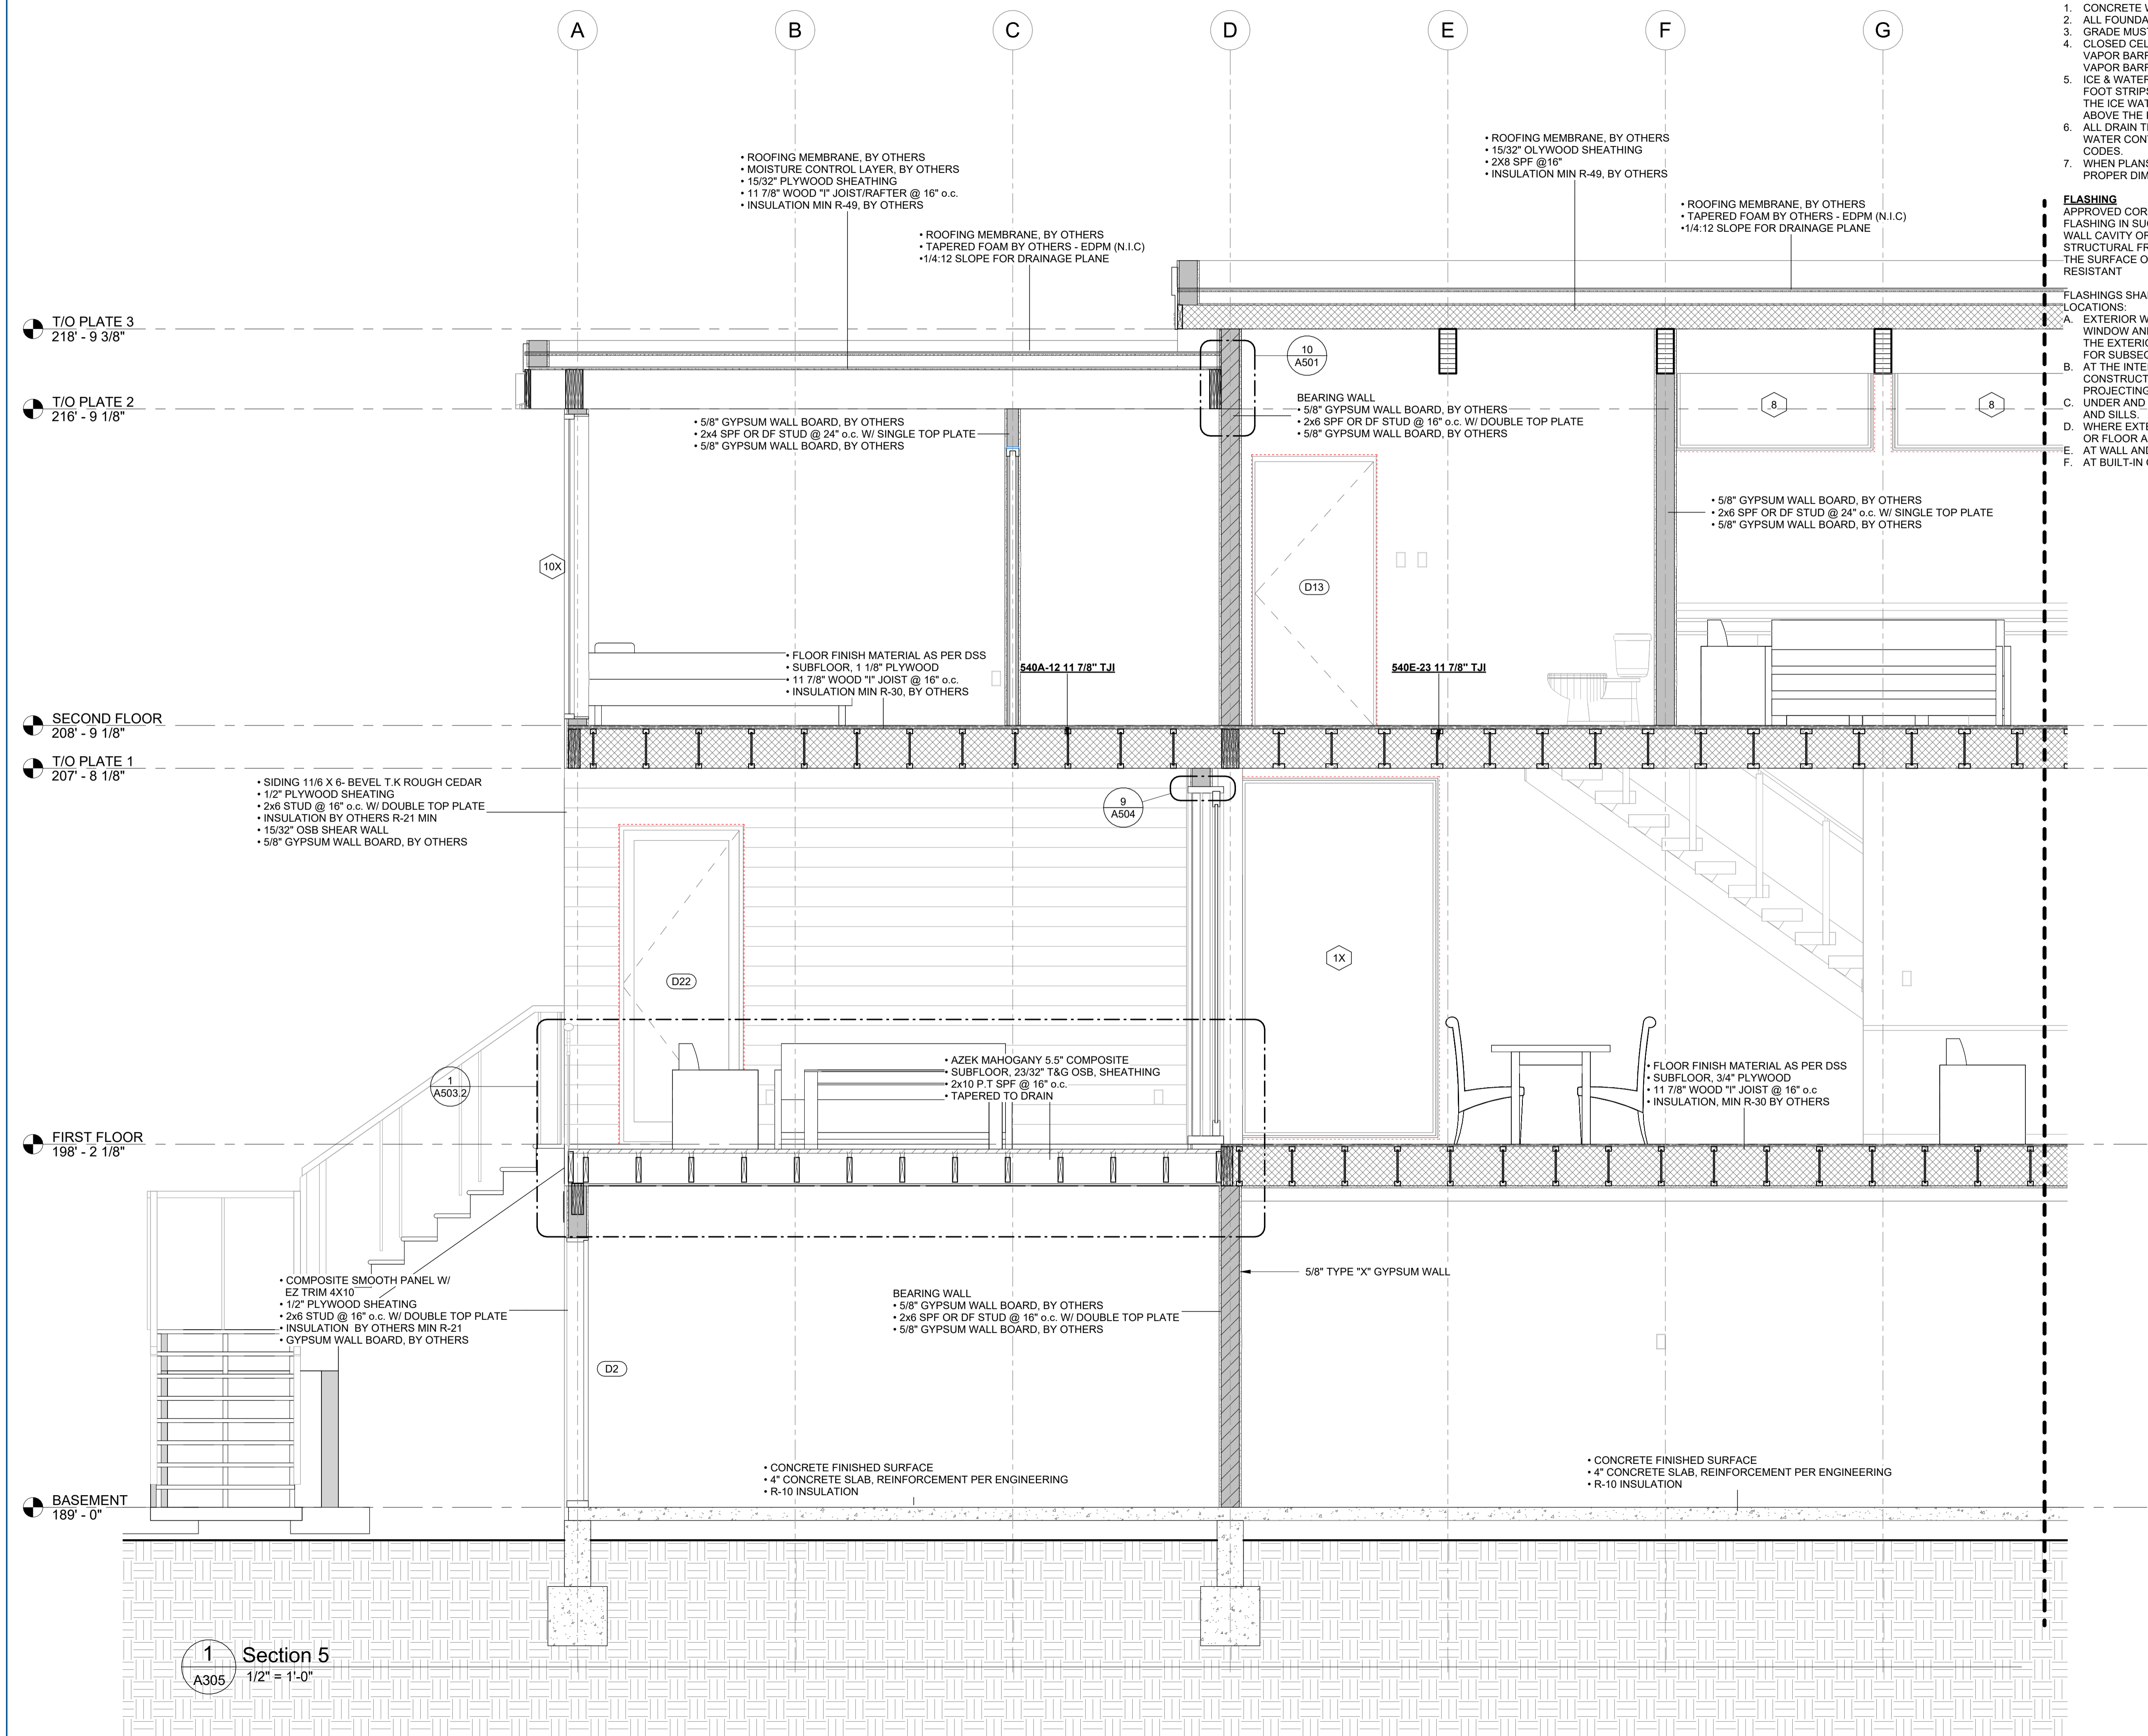 A
B
C
D
E
F
G
1. CONCRETE
2. ALL
3. GRADE
4. CLOSED
VAPOR
VAPOR
5. ICE &
FOOT
THE ICE
ABOVE THE
6. ALL DRAIN
WATER
CODES.
7. WHEN
PROPER
FLASHING
APPROVED
FLASHING IN
WALL CAVITY
STRUCTURAL
THE SURFACE
RESISTANT
FLASHINGS
LOCATIONS:
A. EXTERIOR
WINDOW
THE
FOR
B. AT THE
PROJECTING
C. UNDER AND
AND SILLS.
D. WHERE
OR FLOOR
E. AT WALL
F. AT BUILT-IN
• ROOFING MEMBRANE, BY OTHERS
• MOISTURE CONTROL LAYER, BY OTHERS
• 15/32" PLYWOOD SHEATHING
• 11 7/8" WOOD "I" JOIST/RAFTER @ 16" o.c.
• INSULATION MIN R-49, BY OTHERS
• ROOFING MEMBRANE, BY OTHERS
• TAPERED FOAM BY OTHERS - EDPM (N.I.C)
•1/4:12 SLOPE FOR DRAINAGE PLANE
• ROOFING MEMBRANE, BY OTHERS
• 15/32" OLYWOOD SHEATHING
• 2X8 SPF @16"
• INSULATION MIN R-49, BY OTHERS
• ROOFING MEMBRANE, BY OTHERS
• TAPERED FOAM BY OTHERS - EDPM (N.I.C)
•1/4:12 SLOPE FOR DRAINAGE PLANE
T/O PLATE 3
218' - 9 3/8"
10
A501
T/O PLATE 2
216' - 9 1/8"
• 5/8" GYPSUM WALL BOARD, BY OTHERS
• 2x4 SPF OR DF STUD @ 24" o.c. W/ SINGLE TOP PLATE
• 5/8" GYPSUM WALL BOARD, BY OTHERS
BEARING WALL
• 5/8" GYPSUM WALL BOARD, BY OTHERS
• 2x6 SPF OR DF STUD @ 16" o.c. W/ DOUBLE TOP PLATE
• 5/8" GYPSUM WALL BOARD, BY OTHERS
8
8
• 5/8" GYPSUM WALL BOARD, BY OTHERS
• 2x6 SPF OR DF STUD @ 24" o.c. W/ SINGLE TOP PLATE
• 5/8" GYPSUM WALL BOARD, BY OTHERS
10X
D13
• FLOOR FINISH MATERIAL AS PER DSS
• SUBFLOOR, 1 1/8" PLYWOOD
• 11 7/8" WOOD "I" JOIST @ 16" o.c.
• INSULATION MIN R-30, BY OTHERS
540A-12 11 7/8" TJI
540E-23 11 7/8" TJI
SECOND FLOOR
208' - 9 1/8"
T/O PLATE 1
207' - 8 1/8"
• SIDING 11/6 X 6- BEVEL T.K ROUGH CEDAR
• 1/2" PLYWOOD SHEATING
• 2x6 STUD @ 16" o.c. W/ DOUBLE TOP PLATE
• INSULATION BY OTHERS R-21 MIN
• 15/32" OSB SHEAR WALL
• 5/8" GYPSUM WALL BOARD, BY OTHERS
9
A504
D22
1X
1
A503.2
• AZEK MAHOGANY 5.5" COMPOSITE
• SUBFLOOR, 23/32" T&G OSB, SHEATHING
• 2x10 P.T SPF @ 16" o.c.
• TAPERED TO DRAIN
• FLOOR FINISH MATERIAL AS PER DSS
• SUBFLOOR, 3/4" PLYWOOD
• 11 7/8" WOOD "I" JOIST @ 16" o.c
• INSULATION, MIN R-30 BY OTHERS
FIRST FLOOR
198' - 2 1/8"
• COMPOSITE SMOOTH PANEL W/
EZ TRIM 4X10
• 1/2" PLYWOOD SHEATING
• 2x6 STUD @ 16" o.c. W/ DOUBLE TOP PLATE
• INSULATION BY OTHERS MIN R-21
• GYPSUM WALL BOARD, BY OTHERS
5/8" TYPE "X" GYPSUM WALL
BEARING WALL
• 5/8" GYPSUM WALL BOARD, BY OTHERS
• 2x6 SPF OR DF STUD @ 16" o.c. W/ DOUBLE TOP PLATE
• 5/8" GYPSUM WALL BOARD, BY OTHERS
D2
• CONCRETE FINISHED SURFACE
• 4" CONCRETE SLAB, REINFORCEMENT PER ENGINEERING
• R-10 INSULATION
• CONCRETE FINISHED SURFACE
• 4" CONCRETE SLAB, REINFORCEMENT PER ENGINEERING
• R-10 INSULATION
BASEMENT
189' - 0"
1
A305
Section 5
1/2" = 1'-0"